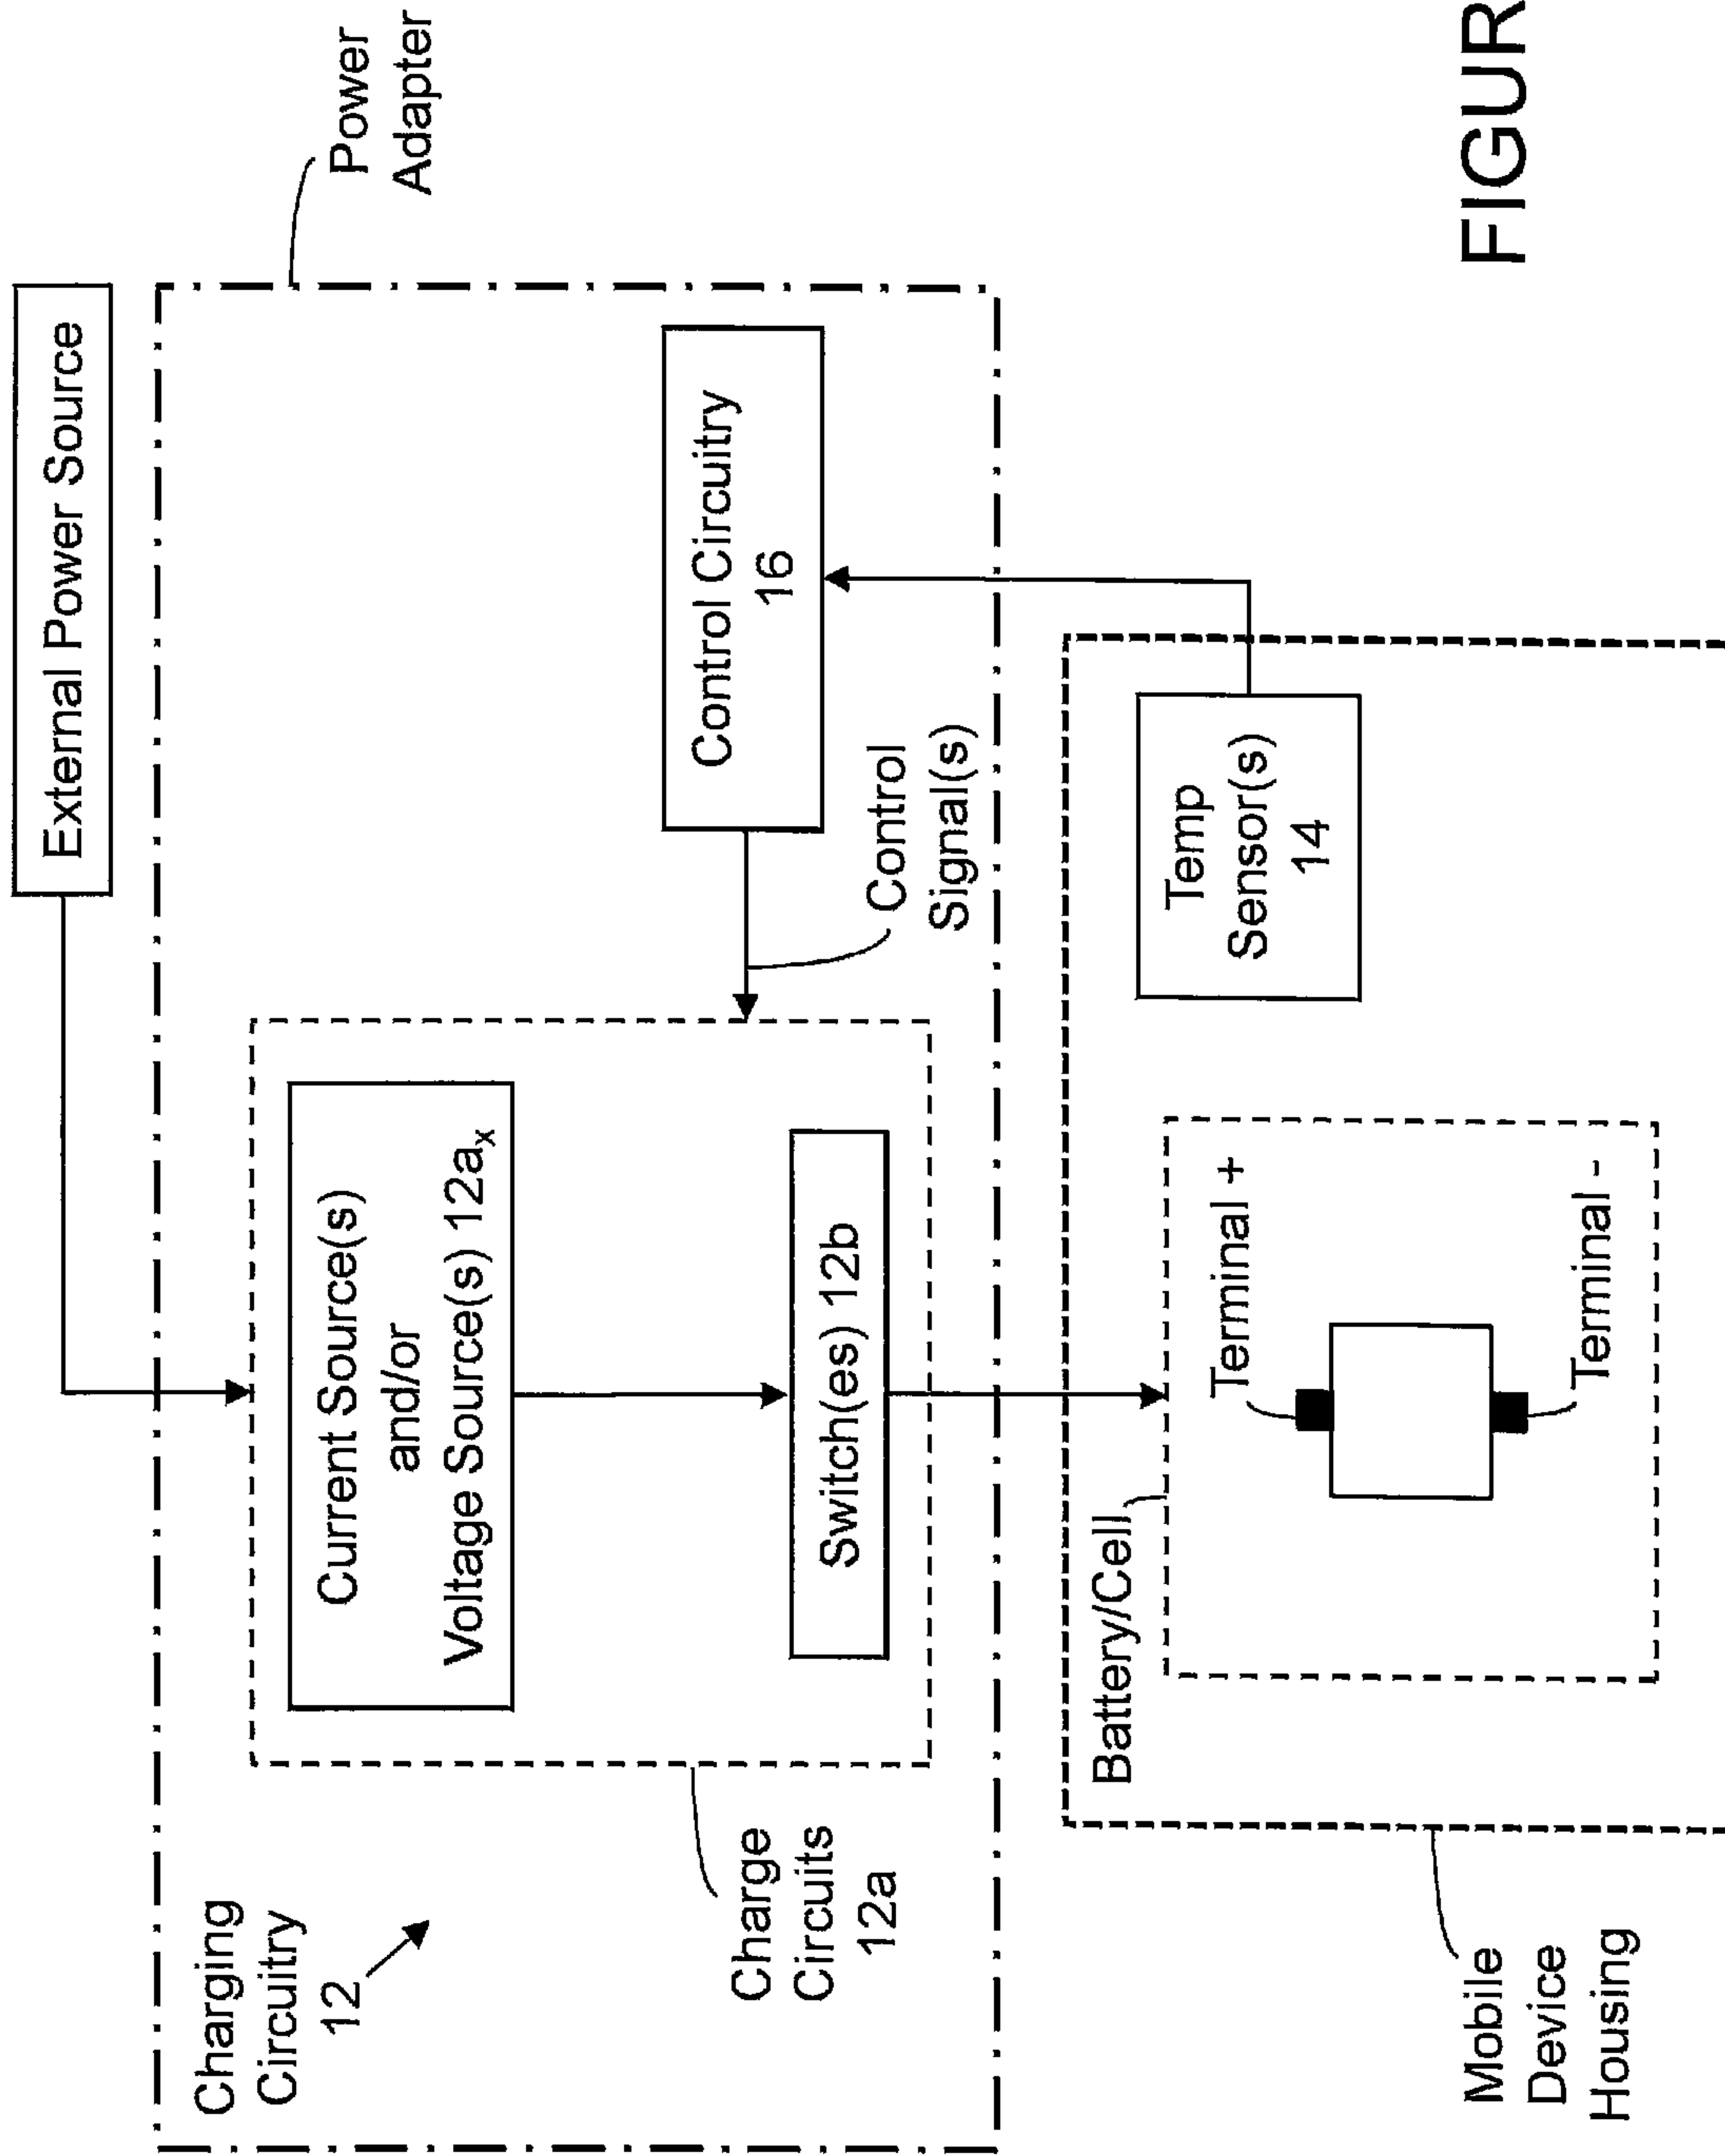 External Power Source
Power
Adapter
Charging
Circuitry
12
Current Source(s)
and/or
Voltage Source(s) 12aₓ
Switch(es) 12b
Charge
Circuits
12a
Control Circuitry
16
Control
Signal(s)
Battery/Cell
Terminal +
Terminal -
Temp
Sensor(s)
14
Mobile
Device
Housing
FIGUR